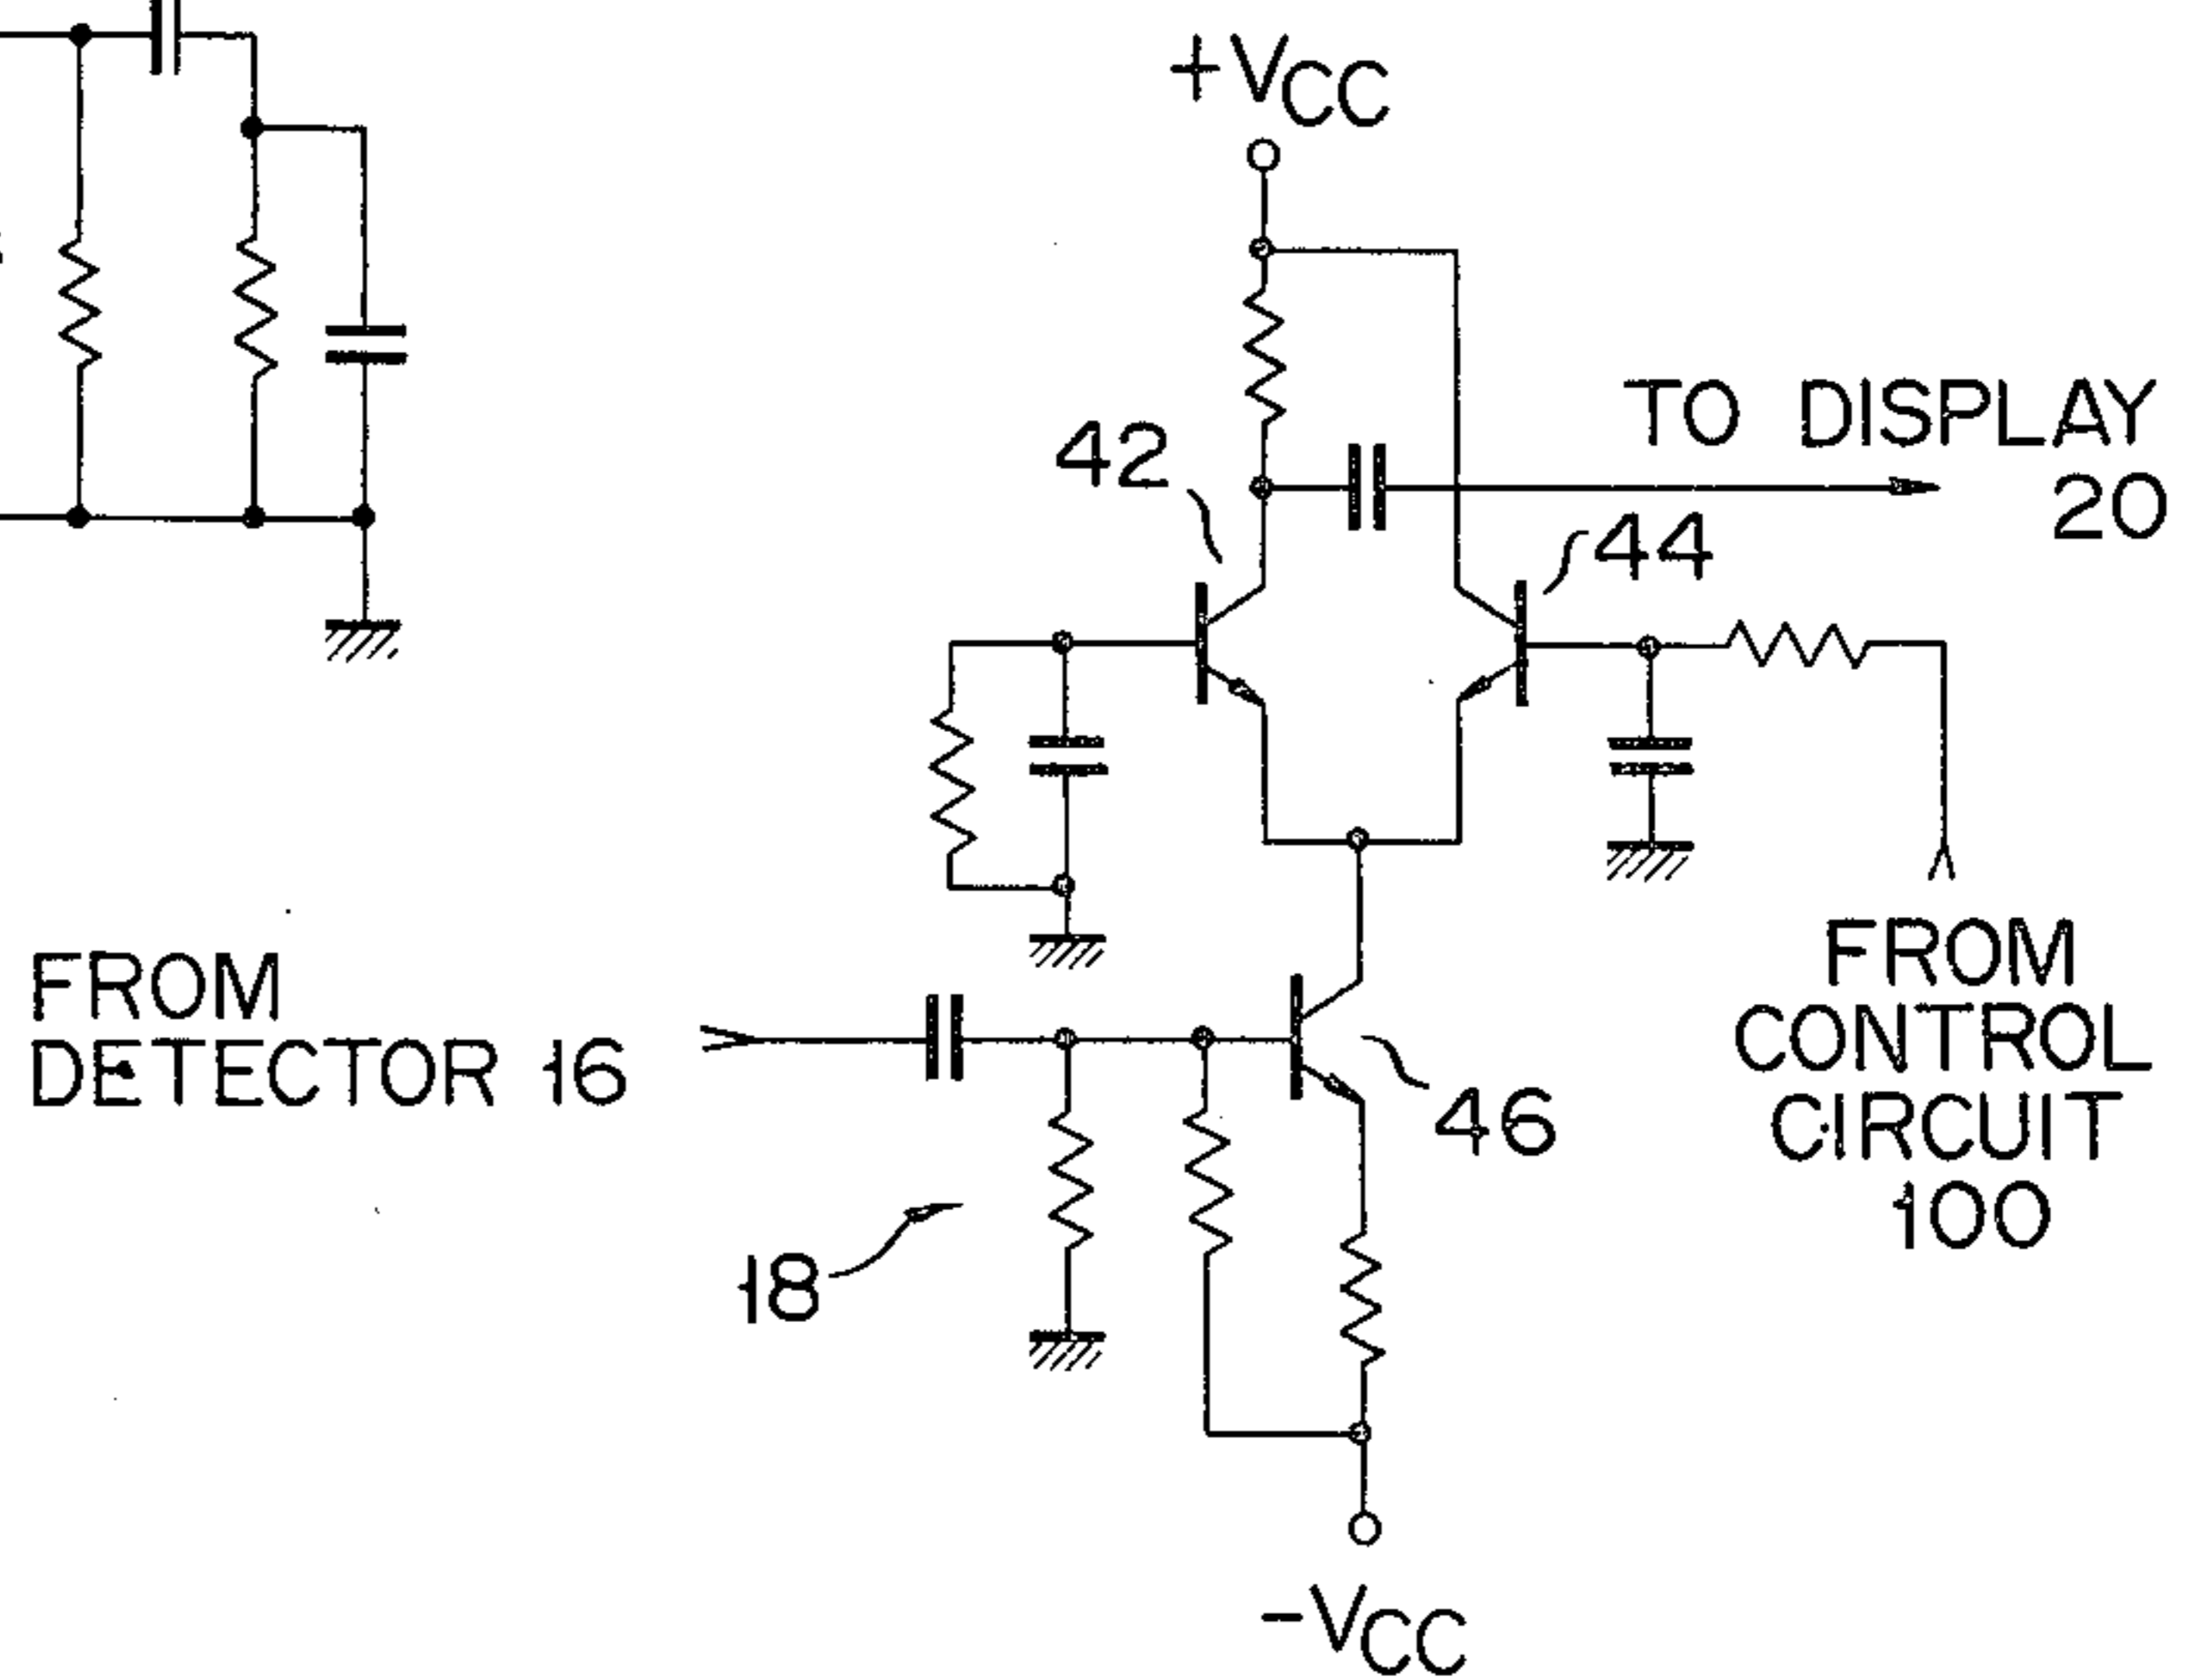 +VCC
TO DISPLAY
20
42
44
FROM
DETECTOR 16
FROM
CONTROL
CIRCUIT
100
46
18
-VCC